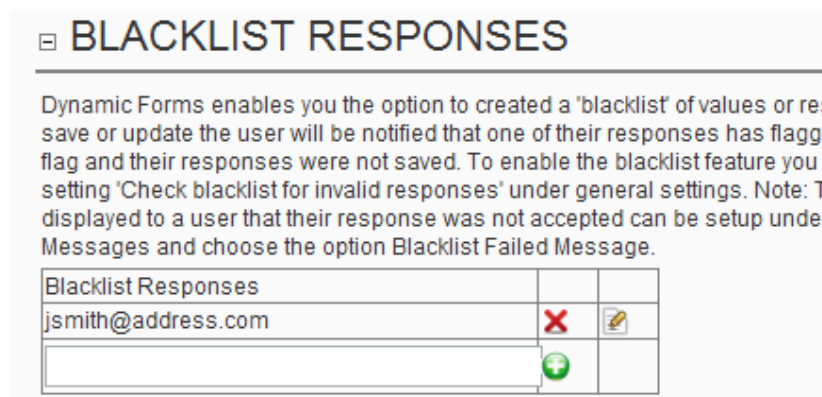 BLACKLIST RESPONSES
Dynamic Forms enables you the option to created a 'blacklist' of values or
save or update the user will be notified that one of their responses has
flag and their responses were not saved. To enable the blacklist feature you
setting 'Check blacklist for invalid responses' under general settings. Note:
displayed to a user that their response was not accepted can be setup
Messages and choose the option Blacklist Failed Message.
Blacklist Responses
jsmith@address.com